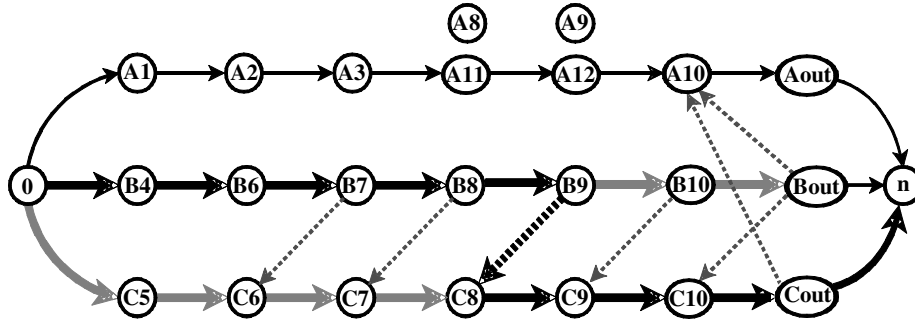 A8 A9
A1 A2 A3 A11 A12 A10 Aout
0 B4 B6 B7 B8 B9 B10 Bout n
C5 C6 C7 C8 C9 C10 Cout